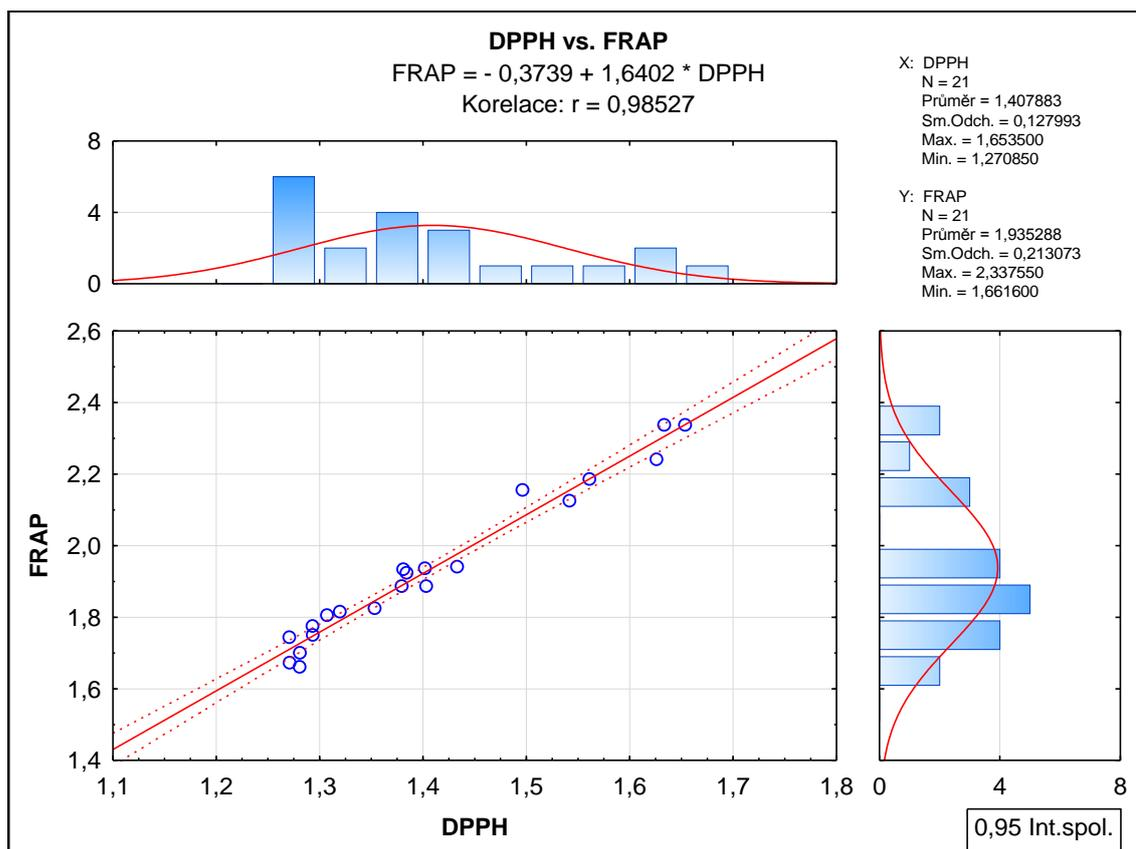 DPPH vs. FRAP
FRAP = - 0,3739 + 1,6402 * DPPH
Korelace: r = 0,98527
X: DPPH
N = 21
Průměr = 1,407883
Sm.Odch. = 0,127993
Max. = 1,653500
Min. = 1,270850
Y: FRAP
N = 21
Průměr = 1,935288
Sm.Odch. = 0,213073
Max. = 2,337550
Min. = 1,661600
8
4
0
2,6
2,4
2,2
2,0
1,8
1,6
1,4
FRAP
1,1 1,2 1,3 1,4 1,5 1,6 1,7 1,8
DPPH
0 4 8
0,95 Int.spol.